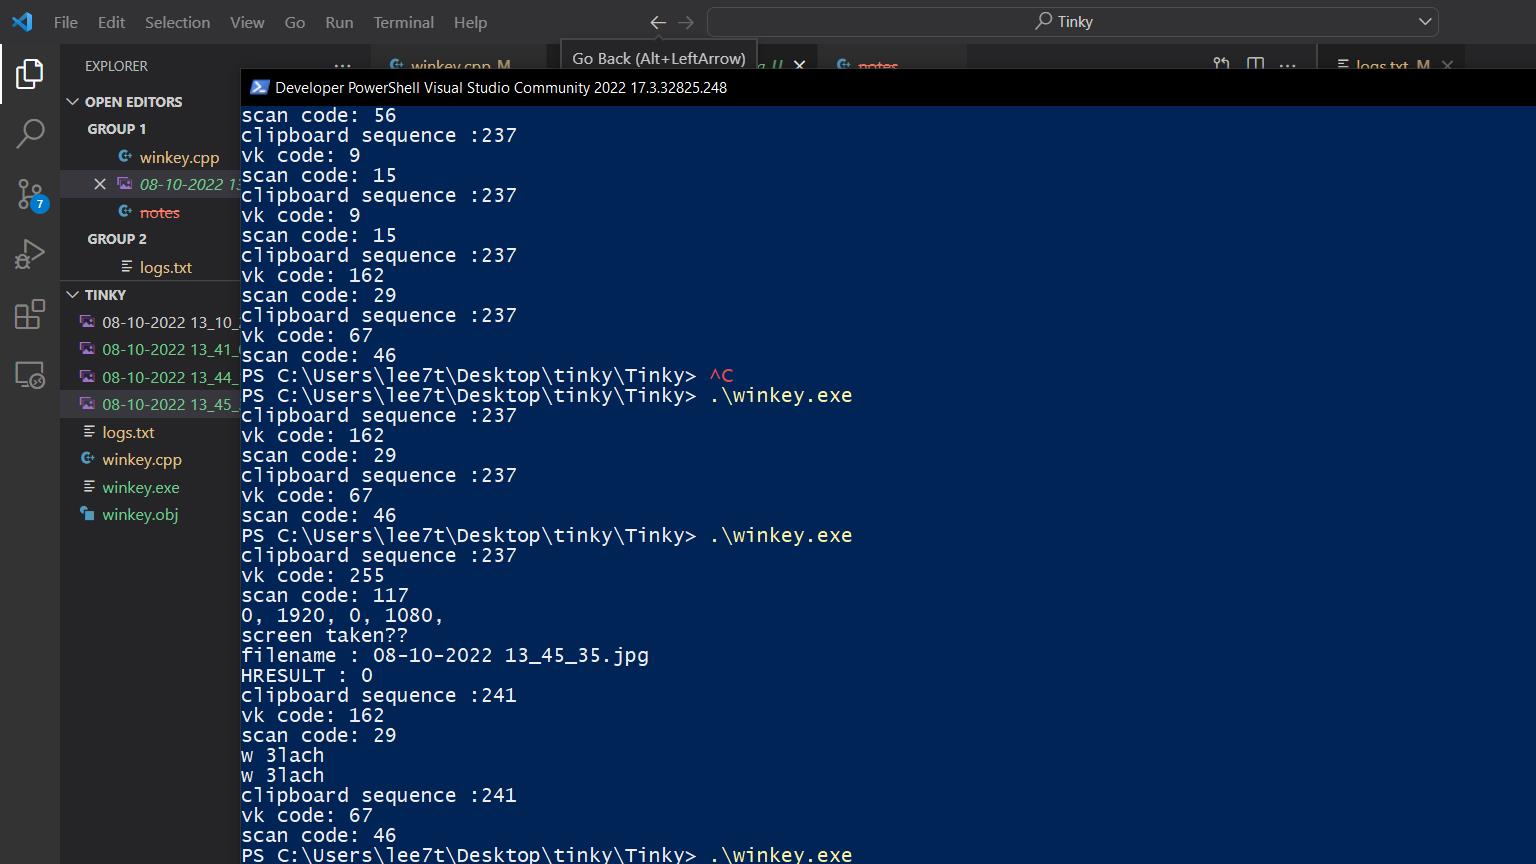 File Edit Selection View Go Run Terminal Help
Tinky
EXPLORER
winkey.cpp M
Go Back (Alt+LeftArrow)
U
notes
logs.txt M
Developer PowerShell Visual Studio Community 2022 17.3.32825.248
OPEN EDITORS
GROUP 1
winkey.cpp
08-10-2022 13
notes
GROUP 2
logs.txt
7
TINKY
08-10-2022 13_10_
08-10-2022 13_41_
08-10-2022 13_44_
08-10-2022 13_45_
logs.txt
winkey.cpp
winkey.exe
winkey.obj
scan code: 56
clipboard sequence :237
vk code: 9
scan code: 15
clipboard sequence :237
vk code: 9
scan code: 15
clipboard sequence :237
vk code: 162
scan code: 29
clipboard sequence :237
vk code: 67
scan code: 46
PS C:\Users\lee7t\Desktop\tinky\Tinky> ^C
PS C:\Users\lee7t\Desktop\tinky\Tinky> .\winkey.exe
clipboard sequence :237
vk code: 162
scan code: 29
clipboard sequence :237
vk code: 67
scan code: 46
PS C:\Users\lee7t\Desktop\tinky\Tinky> .\winkey.exe
clipboard sequence :237
vk code: 255
scan code: 117
0, 1920, 0, 1080,
screen taken??
filename : 08-10-2022 13_45_35.jpg
HRESULT : 0
clipboard sequence :241
vk code: 162
scan code: 29
w 3lach
w 3lach
clipboard sequence :241
vk code: 67
scan code: 46
PS C:\Users\lee7t\Desktop\tinky\Tinky> .\winkey.exe